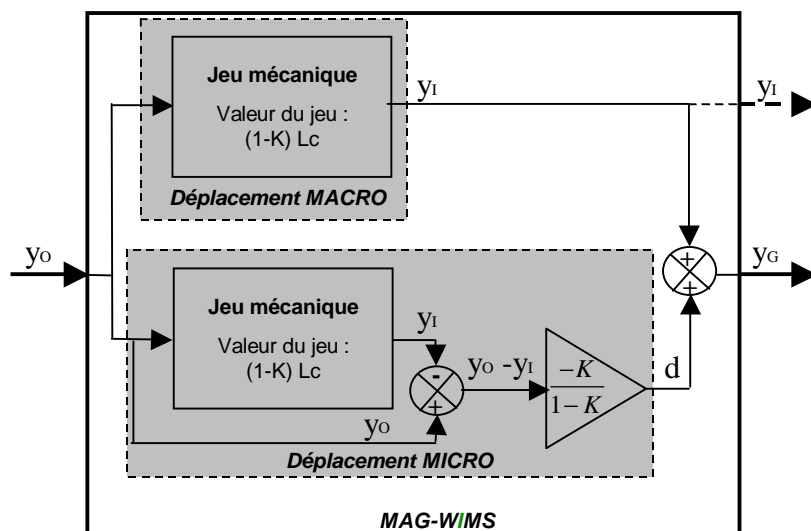 Jeu mécanique
Valeur du jeu :
(1-K) Lc
Déplacement MACRO
yI
yI
yO
Jeu mécanique
Valeur du jeu :
(1-K) Lc
yI
-
+
yO
yO -yI
-K
1-K
d
+
+
yG
Déplacement MICRO
MAG-WIMS